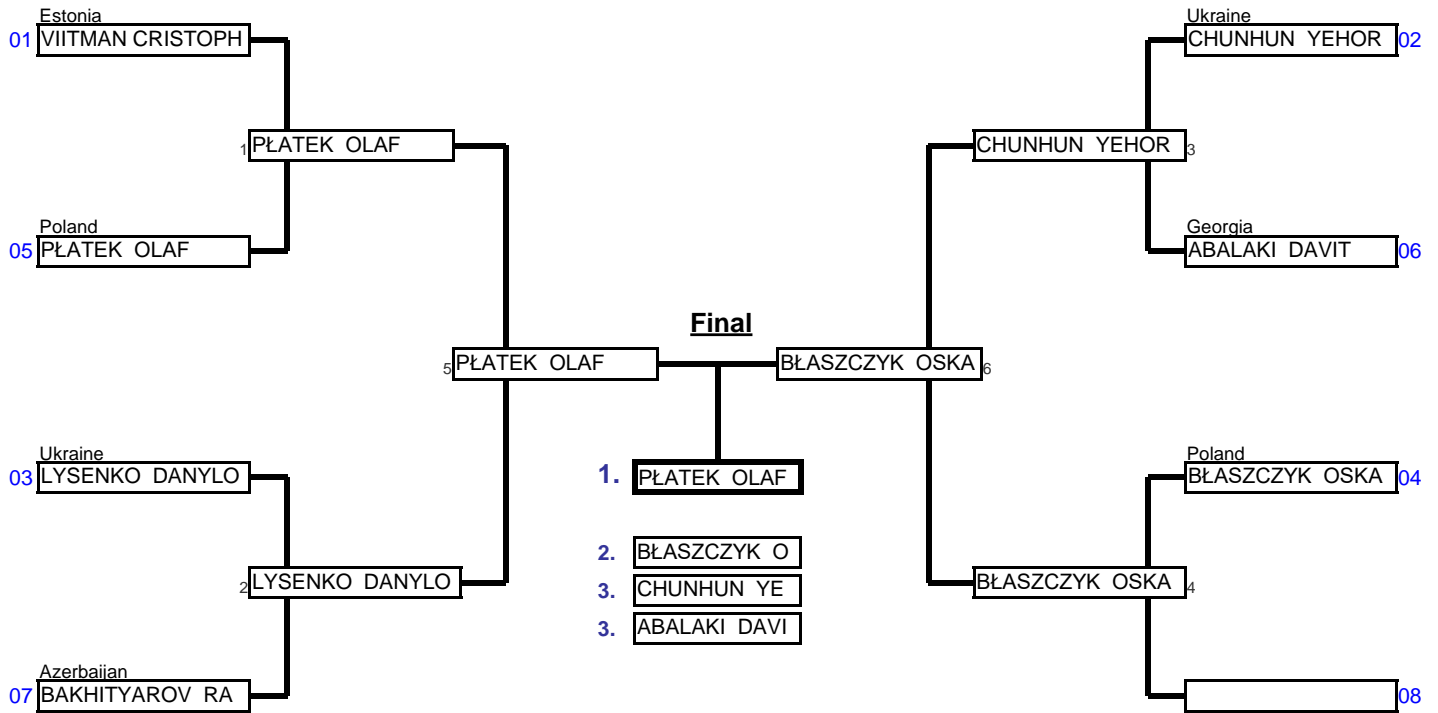 Estonia
01 VIITMAN CRISTOPH
Ukraine
CHUNHUN YEHOR 02
1 PŁATEK OLAF
CHUNHUN YEHOR 3
Poland
05 PŁATEK OLAF
Georgia
ABALAKI DAVIT 06
Final
5 PŁATEK OLAF
BŁASZCZYK OSKA 6
Ukraine
03 LYSENKO DANYLO
1. PŁATEK OLAF
Poland
BŁASZCZYK OSKA 04
2. BŁASZCZYK O
3. CHUNHUN YE
3. ABALAKI DAVI
2 LYSENKO DANYLO
BŁASZCZYK OSKA 4
Azerbaijan
07 BAKHITYAROV RA
08